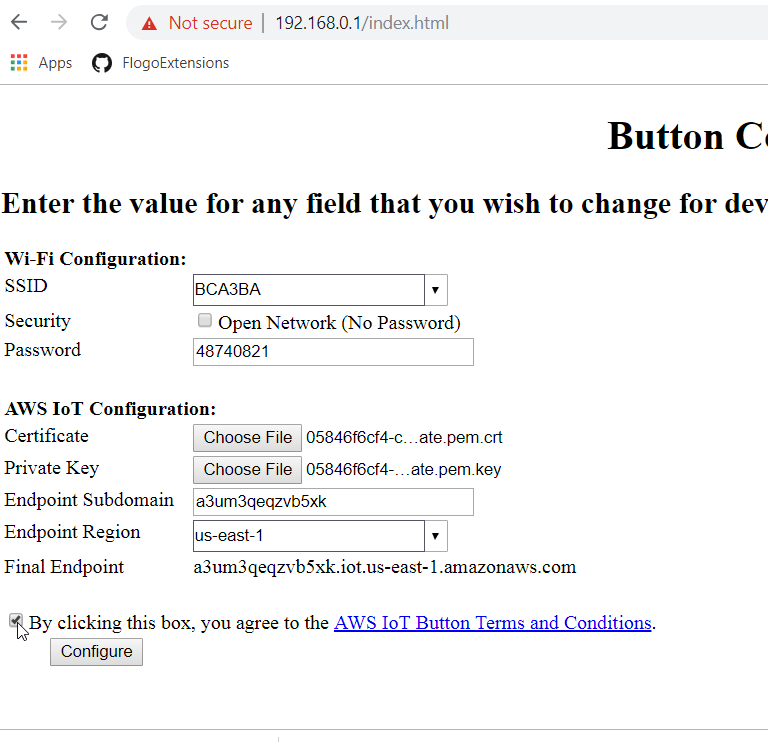 Not secure | 192.168.0.1/index.html
Apps FlogoExtensions
Button Co
Enter the value for any field that you wish to change for dev
Wi-Fi Configuration:
SSID BCA3BA
Security Open Network (No Password)
Password 48740821
AWS IoT Configuration:
Certificate Choose File 05846f6cf4-c…ate.pem.crt
Private Key Choose File 05846f6cf4-…ate.pem.key
Endpoint Subdomain a3um3qeqzvb5xk
Endpoint Region us-east-1
Final Endpoint a3um3qeqzvb5xk.iot.us-east-1.amazonaws.com
By clicking this box, you agree to the AWS IoT Button Terms and Conditions.
Configure